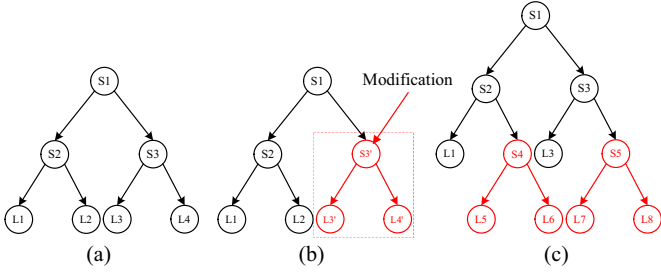 S1
S2 S3
L1 L2 L3 L4
(a)
S1
Modification
S2 S3'
L1 L2 L3' L4'
(b)
S1
S2 S3
L1 S4 L3 S5
L5 L6 L7 L8
(c)